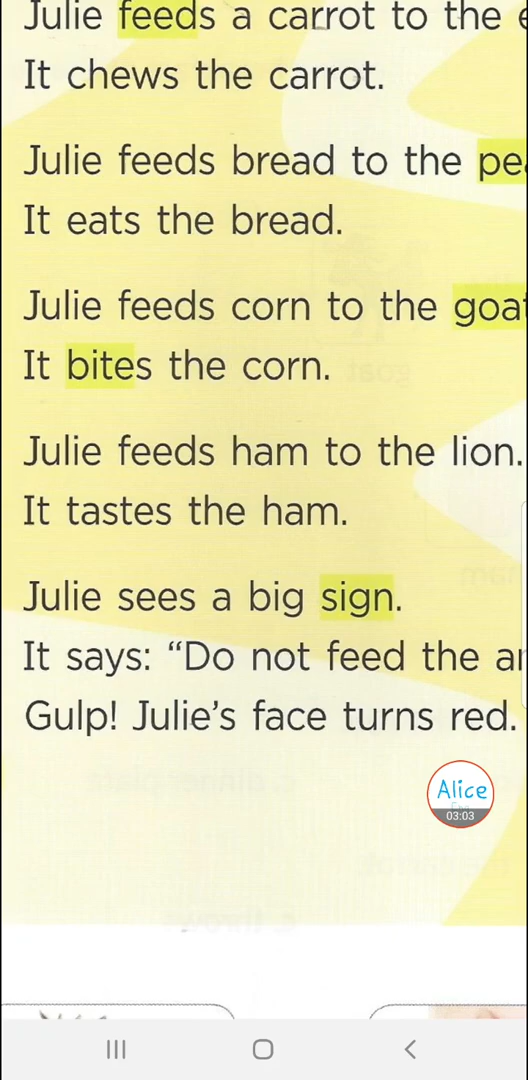 Julie feeds a carrot to the
It chews the carrot.
Julie feeds bread to the
It eats the bread.
Julie feeds corn to the goat
It bites the corn.
Julie feeds ham to the lion.
It tastes the ham.
Julie sees a big sign.
It says: “Do not feed the
Gulp! Julie’s face turns red.
Alice
03:03